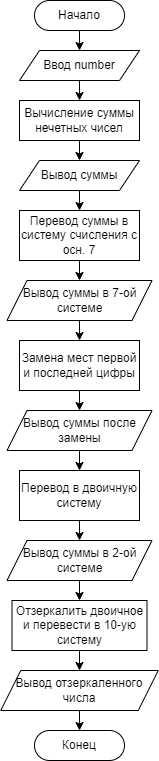 Начало
Ввод number
Вычисление суммы
нечетных чисел
Вывод суммы
Перевод суммы в
систему счисления с
осн. 7
Вывод суммы в 7-ой
системе
Замена мест первой
и последней цифры
Вывод суммы после
замены
Перевод в двоичную
систему
Вывод суммы в 2-ой
системе
Отзеркалить двоичное
и перевести в 10-ую
систему
Вывод отзеркаленного
числа
Конец